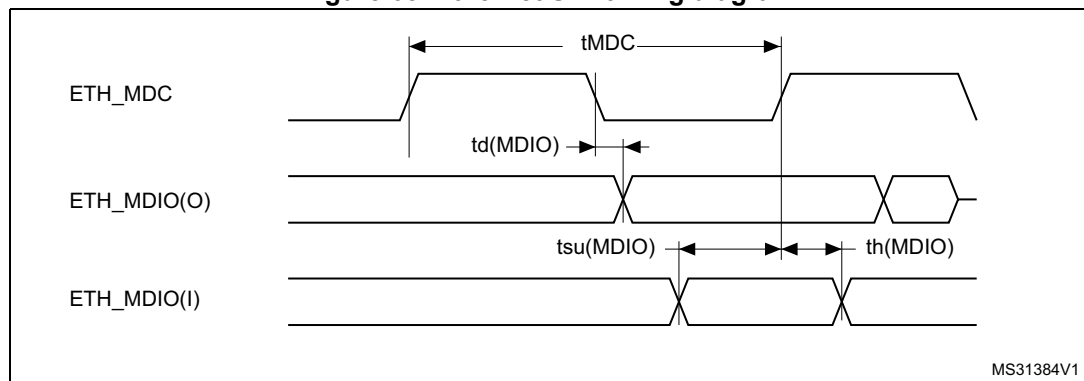 tMDC
ETH_MDC
td(MDIO)
ETH_MDIO(O)
tsu(MDIO)
th(MDIO)
ETH_MDIO(I)
MS31384V1